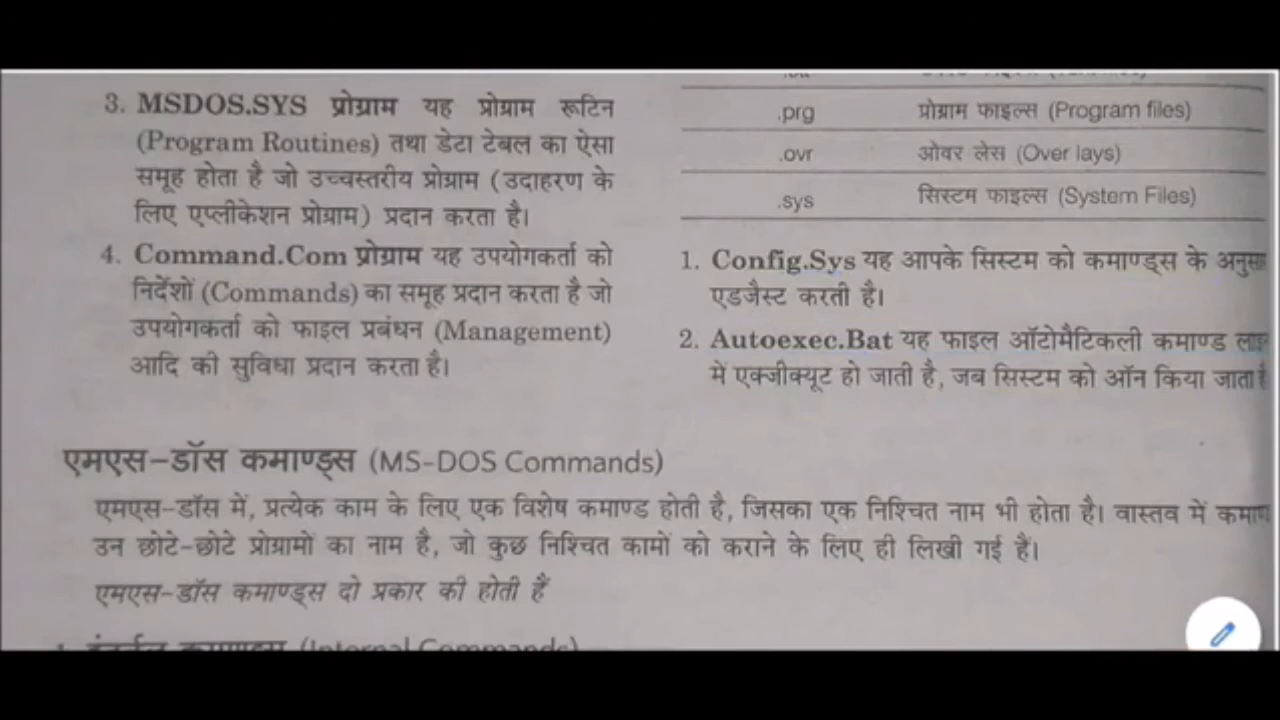 3. MSDOS.SYS प्रोग्राम यह प्रोग्राम रूटिन
(Program Routines) तथा डेटा टेबल का ऐसा
समूह होता है जो उच्चस्तरीय प्रोग्राम (उदाहरण के
लिए एप्लीकेशन प्रोग्राम) प्रदान करता है।
4. Command.Com प्रोग्राम यह उपयोगकर्ता को
निर्देशों (Commands) का समूह प्रदान करता है जो
उपयोगकर्ता को फाइल प्रबंधन (Management)
आदि की सुविधा प्रदान करता है।
.prg प्रोग्राम फाइल्स (Program files)
.ovr ओवर लेस (Over lays)
.sys सिस्टम फाइल्स (System Files)
1. Config.Sys यह आपके सिस्टम को कमाण्ड्स के
एडजैस्ट करती है।
2. Autoexec.Bat यह फाइल ऑटोमैटिकली कमाण्ड
में एक्जीक्यूट हो जाती है, जब सिस्टम को ऑन किया जाता
एमएस-डॉस कमाण्ड्स (MS-DOS Commands)
एमएस-डॉस में, प्रत्येक काम के लिए एक विशेष कमाण्ड होती है, जिसका एक निश्चित नाम भी होता है। वास्तव में
उन छोटे-छोटे प्रोग्रामों का नाम है, जो कुछ निश्चित कामों को कराने के लिए ही लिखी गई हैं।
एमएस-डॉस कमाण्ड्स दो प्रकार की होती हैं
(Internal Commands)